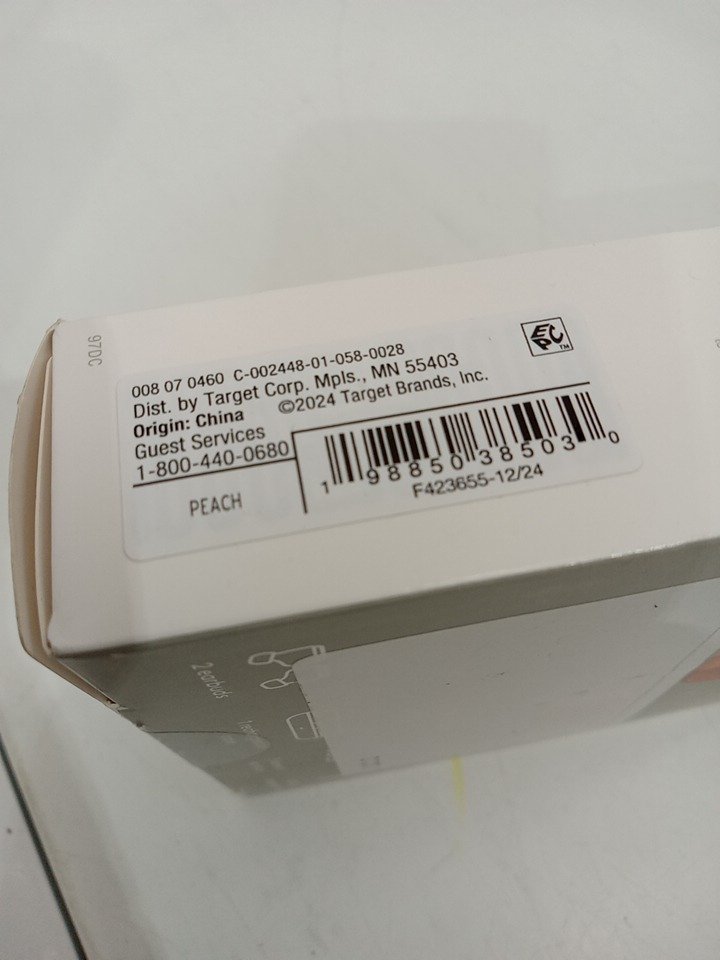 97DC
008 07 0460 C-002448-01-058-0028
Dist. by Target Corp. Mpls., MN 55403
Origin: China ©2024 Target Brands, Inc.
Guest Services
1-800-440-0680
EPC™
PEACH
1 98850 38503 0
F423655-12/24
2 earbuds